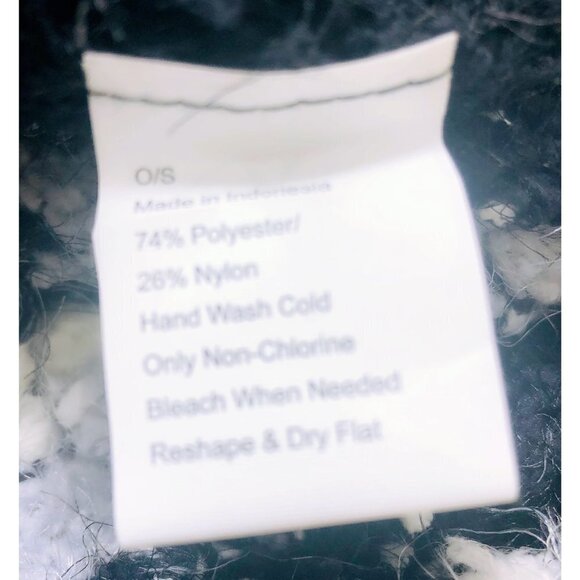 O/S
Made in Indonesia
74% Polyester/
26% Nylon
Hand Wash Cold
Only Non-Chlorine
Bleach When Needed
Reshape & Dry Flat